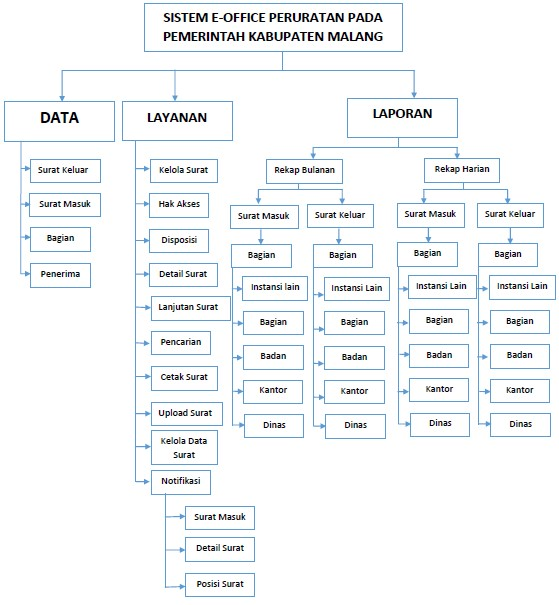 SISTEM E-OFFICE PERURATAN PADA
PEMERINTAH KABUPATEN MALANG
DATA
Surat Keluar
Surat Masuk
Bagian
Penerima
LAYANAN
Kelola Surat
Hak Akses
Disposisi
Detail Surat
Lanjutan Surat
Pencarian
Cetak Surat
Upload Surat
Kelola Data
Surat
Notifikasi
Surat Masuk
Detail Surat
Posisi Surat
LAPORAN
Rekap Bulanan
Surat Masuk
Bagian
Instansi lain
Bagian
Badan
Kantor
Dinas
Surat Keluar
Bagian
Instansi Lain
Bagian
Badan
Kantor
Dinas
Rekap Harian
Surat Masuk
Bagian
Instansi Lain
Bagian
Badan
Kantor
Dinas
Surat Keluar
Bagian
Instansi Lain
Bagian
Badan
Kantor
Dinas